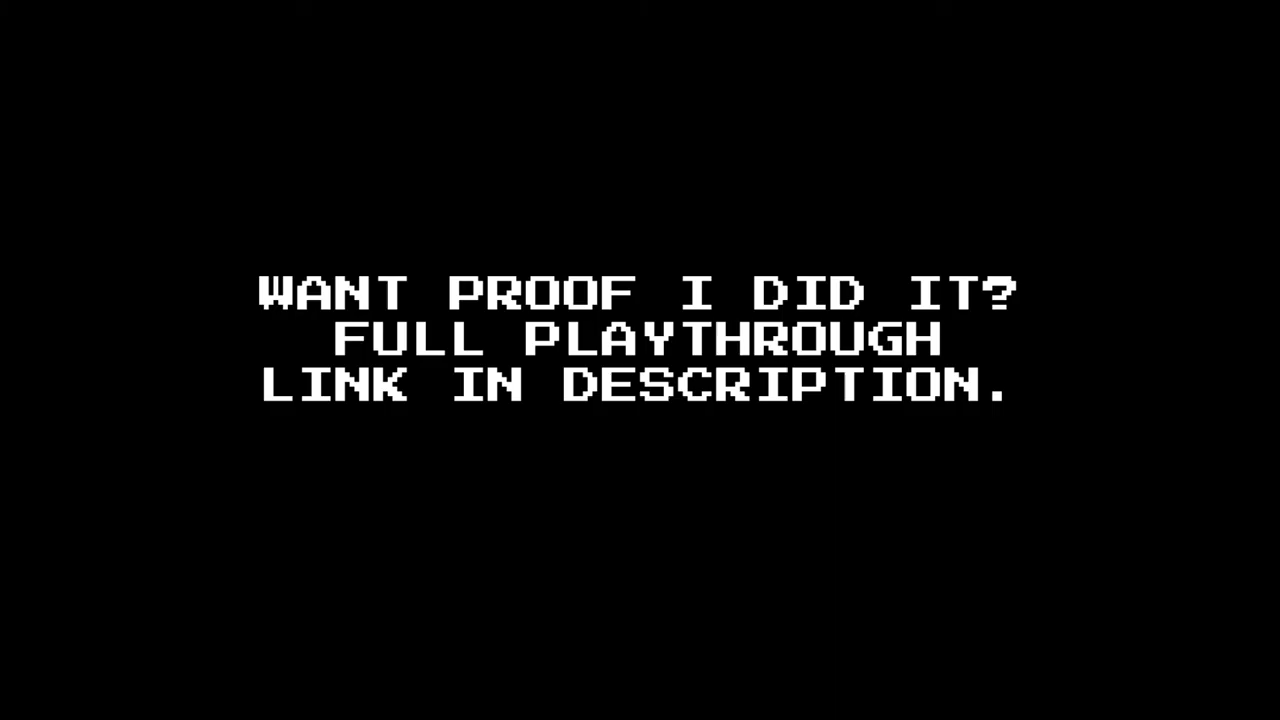 WANT PROOF I DID IT?
FULL PLAYTHROUGH
LINK IN DESCRIPTION.